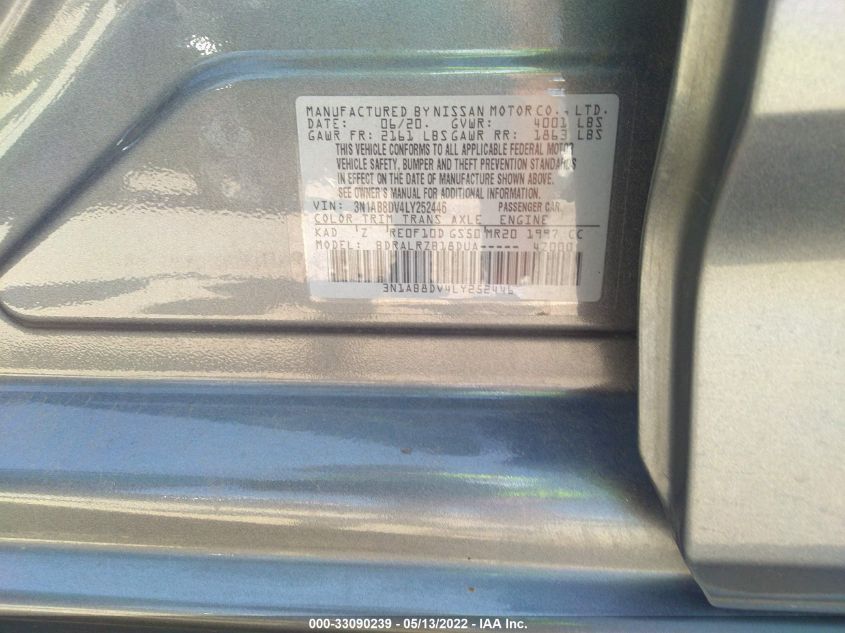 MANUFACTURED BY NISSAN MOTOR CO., LTD.
DATE: 06/20. GVWR: 4001 LBS
GAWR FR: 2161 LBS GAWR RR: 1863 LBS
THIS VEHICLE CONFORMS TO ALL APPLICABLE FEDERAL MOTOR
VEHICLE SAFETY, BUMPER AND THEFT PREVENTION STANDARDS
IN EFFECT ON THE DATE OF MANUFACTURE SHOWN ABOVE.
SEE OWNER'S MANUAL FOR ADDITIONAL INFORMATION.
VIN: 3N1AB8DV4LY252446 PASSENGER CAR
COLOR TRIM TRANS AXLE ENGINE
KAD Z RE0F10D GS50 MR20 1997 CC
MODEL: BDRALRZB18DUA-----
3N1AB8DV4LY252446
000-33090239 - 05/13/2022 - IAA Inc.